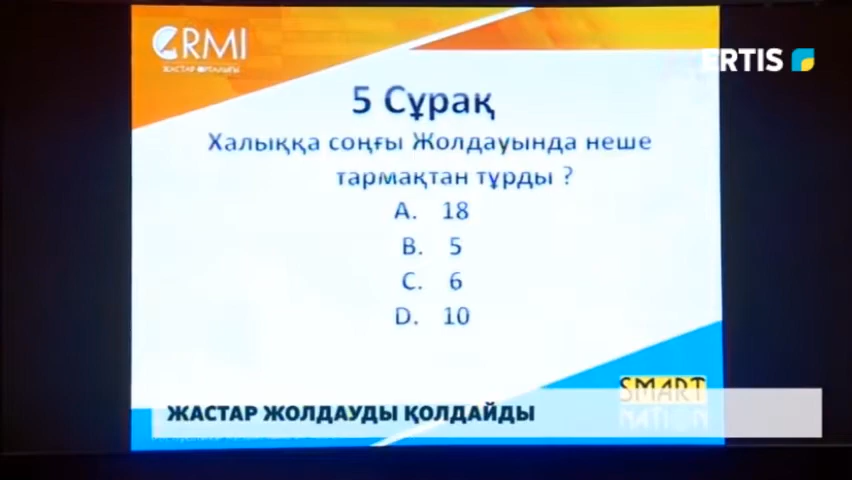 ERMI
ЖАСТАР ОРТАЛЫҒЫ
ERTIS
5 Сұрақ
Халыққа соңғы Жолдауында неше
тармақтан тұрды ?
A. 18
B. 5
C. 6
D. 10
SMART
NATION
ЖАСТАР ЖОЛДАУДЫ ҚОЛДАЙДЫ